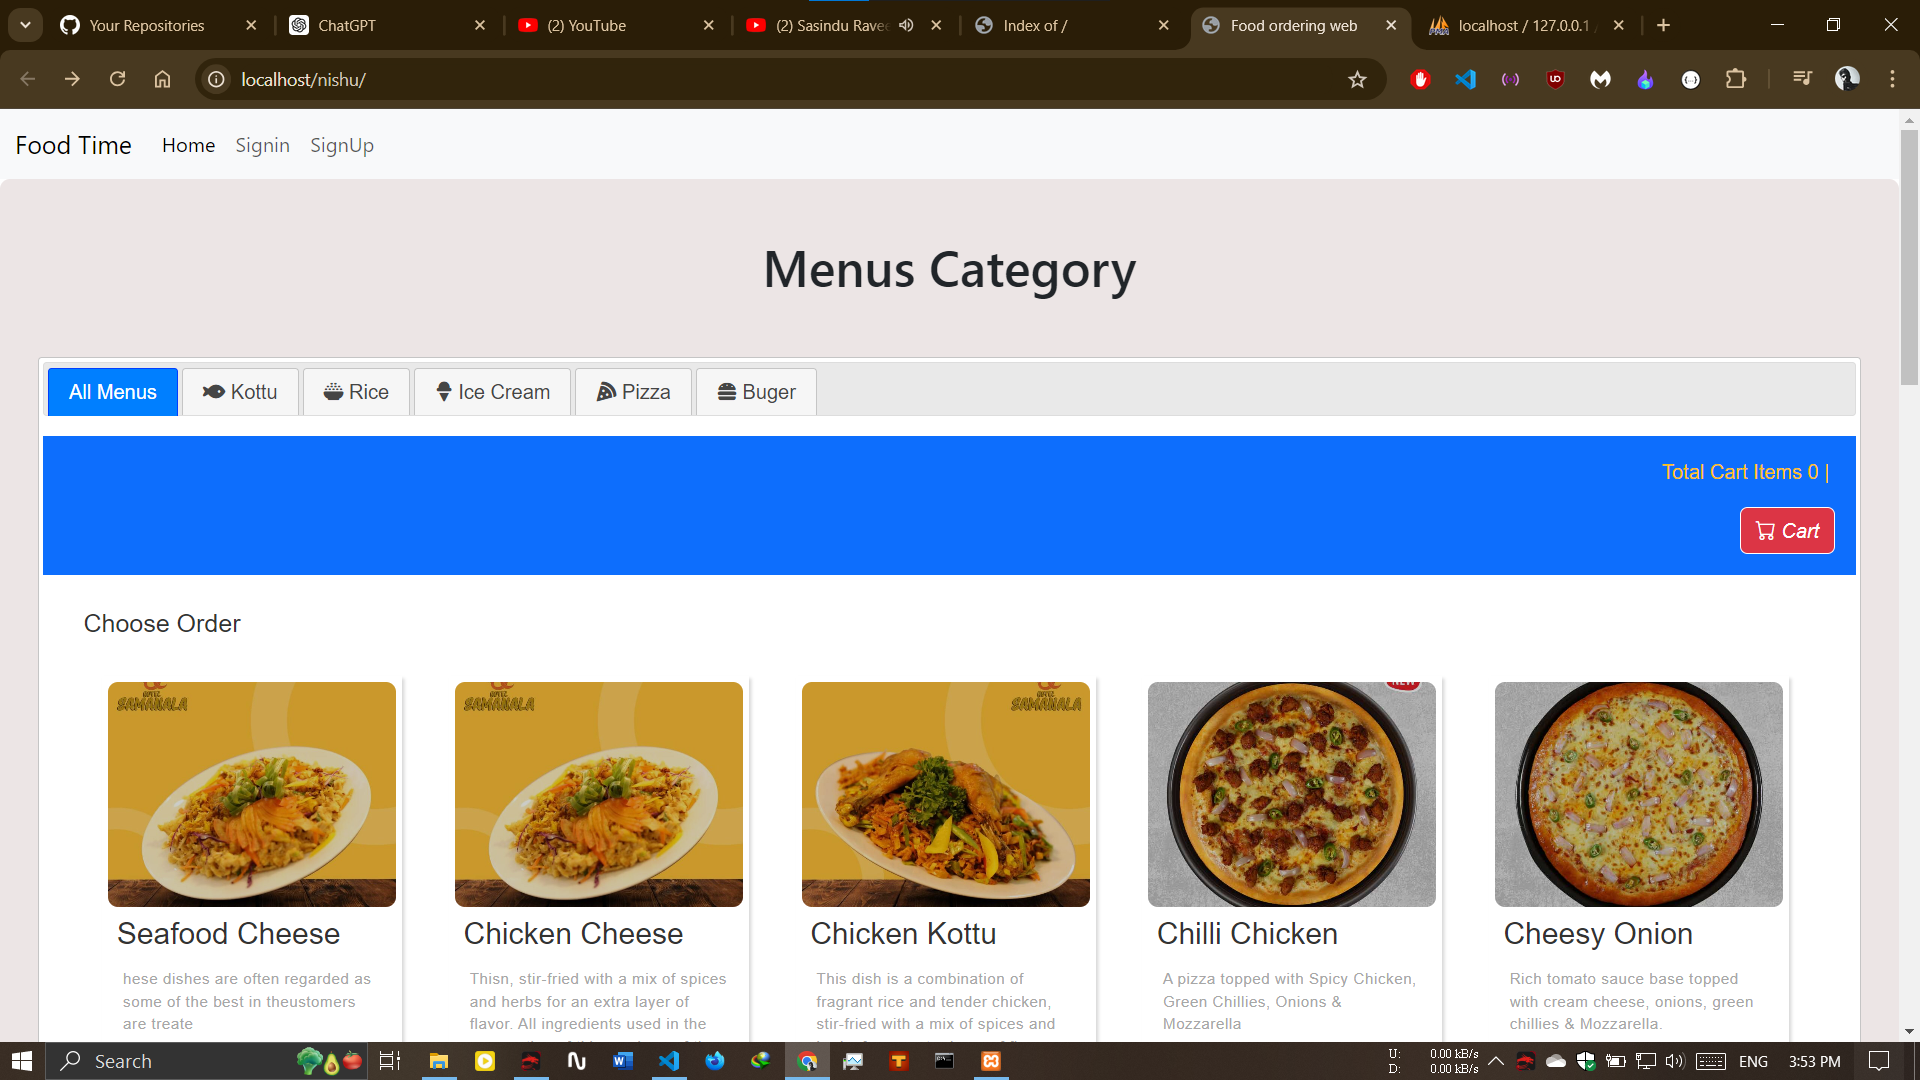 Your Repositories
ChatGPT
(2) YouTube
(2) Sasindu Ravee
Index of /
Food ordering web
localhost / 127.0.0.1 /
localhost/nishu/
Food Time Home Signin SignUp
Menus Category
All Menus Kottu Rice Ice Cream Pizza Buger
Total Cart Items 0 |
Cart
Choose Order
SAMAKALA
SAMAKALA
SAMAKALA
NEW
Seafood Cheese
hese dishes are often regarded as
some of the best in theustomers
are treate
Chicken Cheese
Thisn, stir-fried with a mix of spices
and herbs for an extra layer of
flavor. All ingredients used in the
Chicken Kottu
This dish is a combination of
fragrant rice and tender chicken,
stir-fried with a mix of spices and
Chilli Chicken
A pizza topped with Spicy Chicken,
Green Chillies, Onions &
Mozzarella
Cheesy Onion
Rich tomato sauce base topped
with cream cheese, onions, green
chillies & Mozzarella.
Search
U: 0.00 kB/s
D: 0.00 kB/s
ENG
3:53 PM